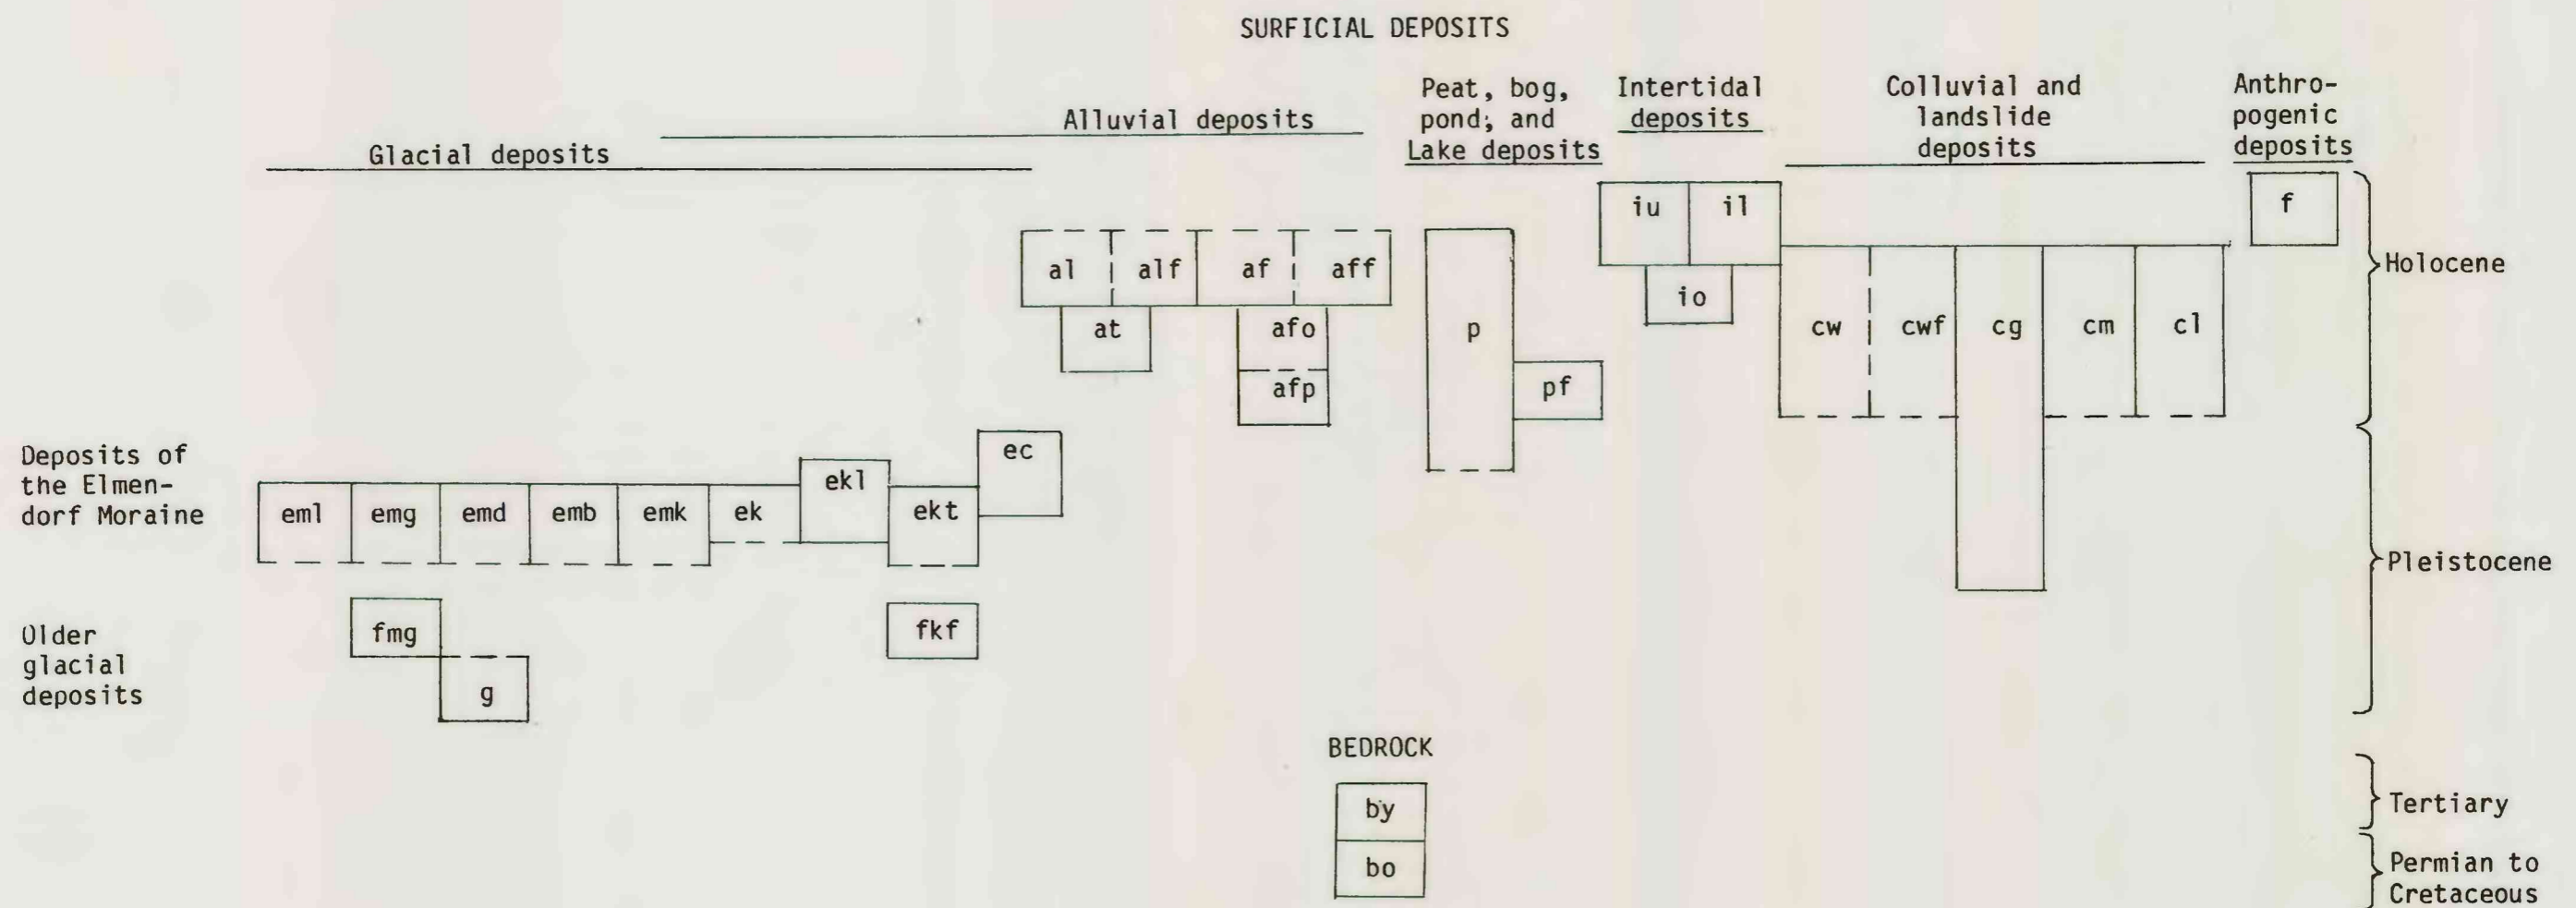 SURFICIAL DEPOSITS
Glacial deposits
Alluvial deposits
Peat, bog,
pond, and
Lake deposits
Intertidal
deposits
Colluvial and
landslide
deposits
Anthro-
pogenic
deposits
iu il
f
al alf af aff
io
at afo
afp
p
pf
cw cwf cg cm cl
Holocene
Deposits of
the Elmen-
dorf Moraine
eml emg emd emb emk ek ekl ekt ec
Pleistocene
Older
glacial
deposits
fmg
g
fkf
BEDROCK
by
bo
Tertiary
Permian to
Cretaceous